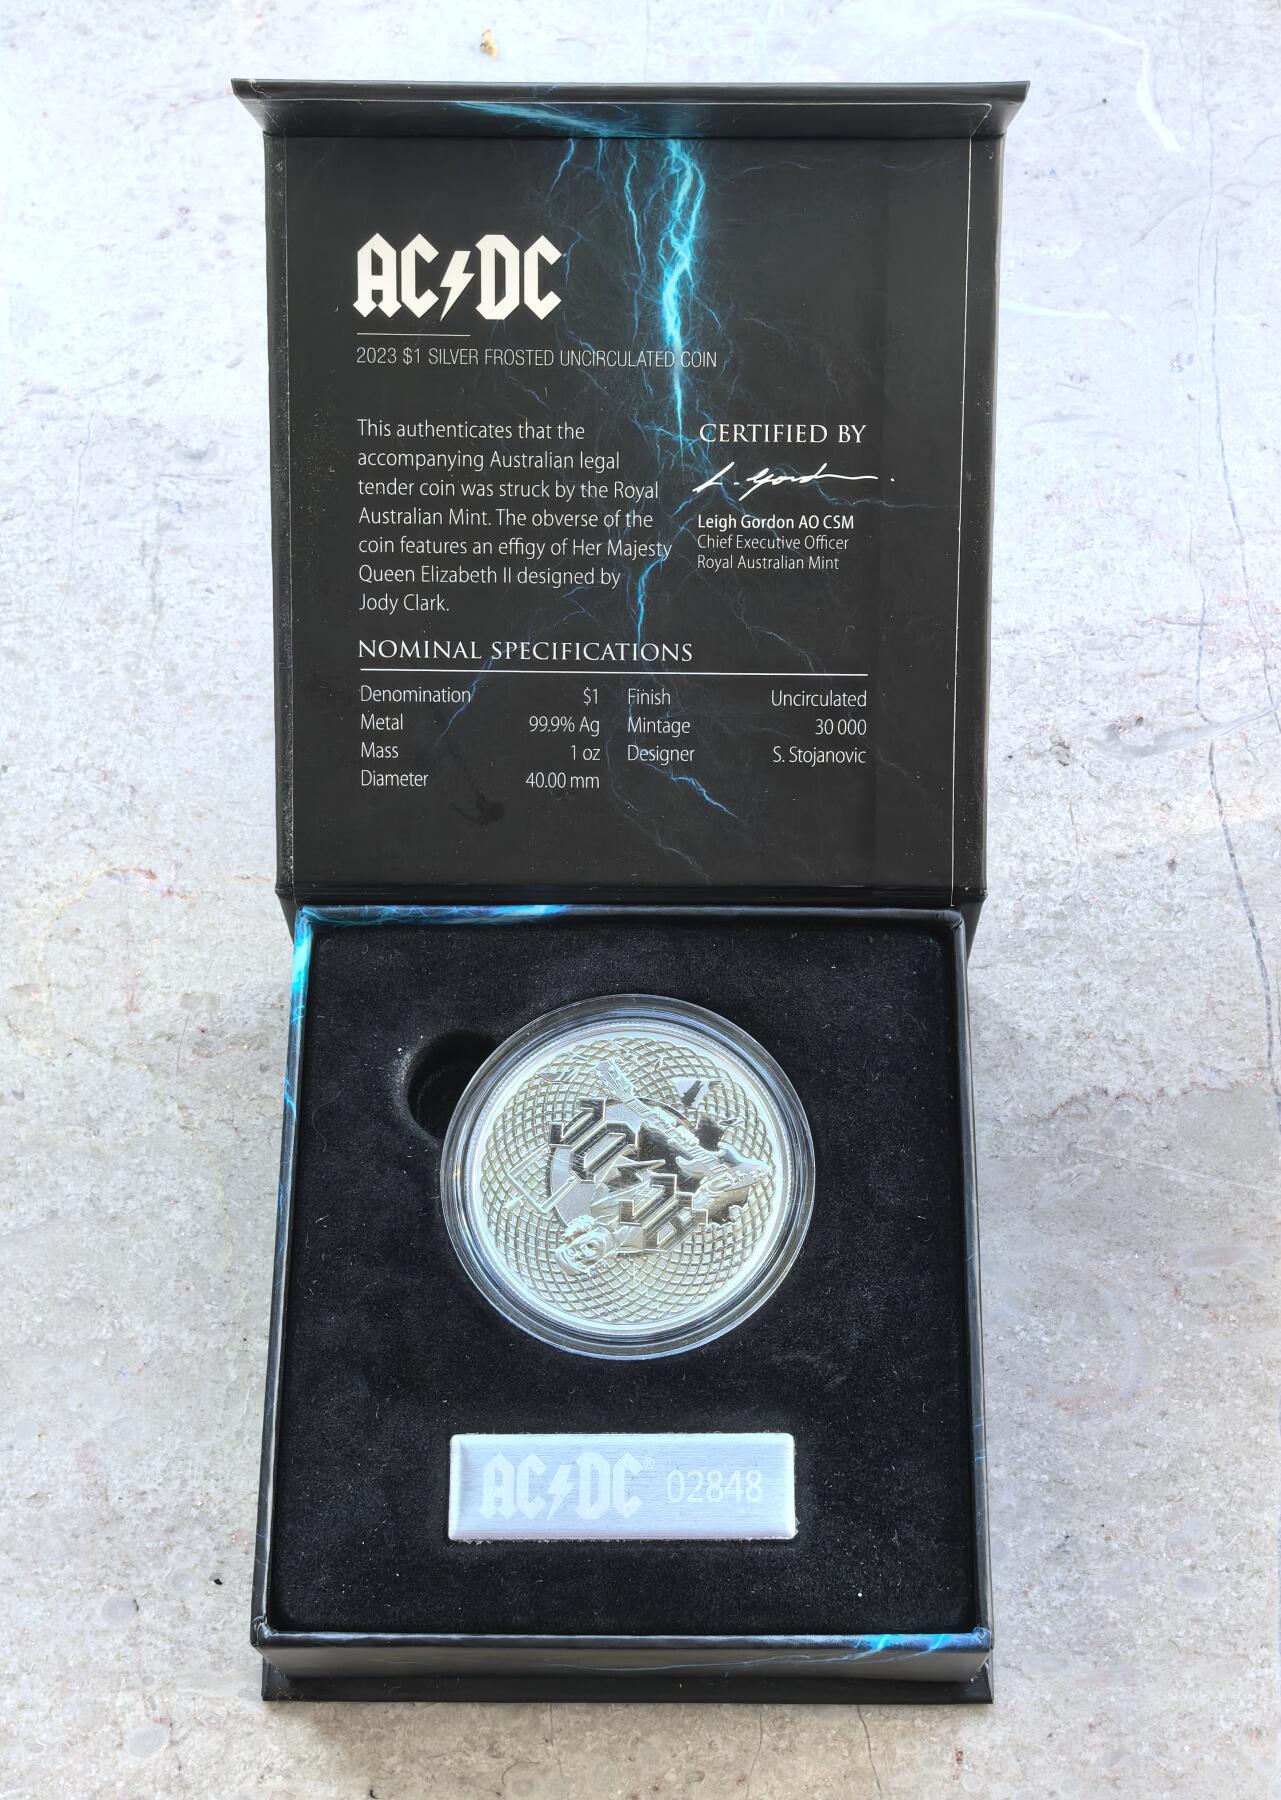 AC⚡DC
2023 $1 SILVER FROSTED UNCIRCULATED COIN
This authenticates that the
accompanying Australian legal
tender coin was struck by the Royal
Australian Mint. The obverse of the
coin features an effigy of Her Majesty
Queen Elizabeth II designed by
Jody Clark.
CERTIFIED BY
L. Gordon.
Leigh Gordon AO CSM
Chief Executive Officer
Royal Australian Mint
NOMINAL SPECIFICATIONS
Denomination $1 Finish Uncirculated
Metal 99.9% Ag Mintage 30 000
Mass 1 oz Designer S. Stojanovic
Diameter 40.00 mm
AC⚡DC
AC⚡DC® 02848